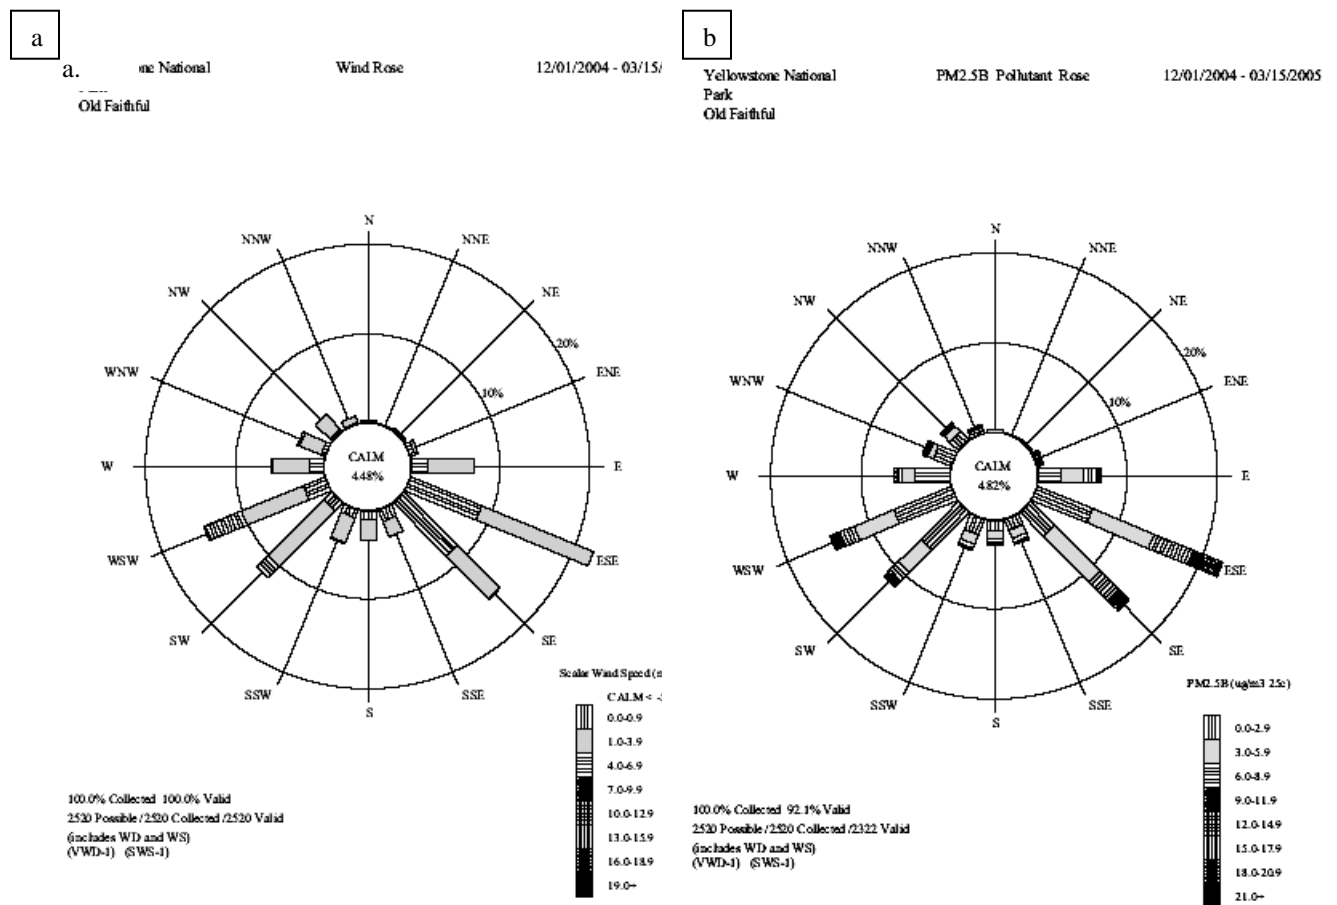 a
a.
ne National Wind Rose 12/01/2004 - 03/15/
Old Faithful
N
NNW
NNE
NW
NE
20%
WNW
ENE
10%
CALM
4.48%
W
E
WSW
ESE
SW
SE
SSW
SSE
S
Scalar Wind Speed
CALM <
0.0-0.9
1.0-3.9
4.0-6.9
7.0-9.9
10.0-12.9
13.0-15.9
16.0-18.9
19.0+
100.0% Collected 100.0% Valid
2520 Possible / 2520 Collected / 2520 Valid
(includes WD and WS)
(VWD-1) (SWS-1)
b
Yellowstone National PM2.5B Pollutant Rose 12/01/2004 - 03/15/2005
Park
Old Faithful
N
NNW
NNE
NW
NE
20%
WNW
ENE
10%
CALM
4.82%
W
E
WSW
ESE
SW
SE
SSW
SSE
S
PM2.5B (ug/m3 25c)
0.0-2.9
3.0-5.9
6.0-8.9
9.0-11.9
12.0-14.9
15.0-17.9
18.0-20.9
21.0+
100.0% Collected 92.1% Valid
2520 Possible / 2520 Collected / 2322 Valid
(includes WD and WS)
(VWD-1) (SWS-1)